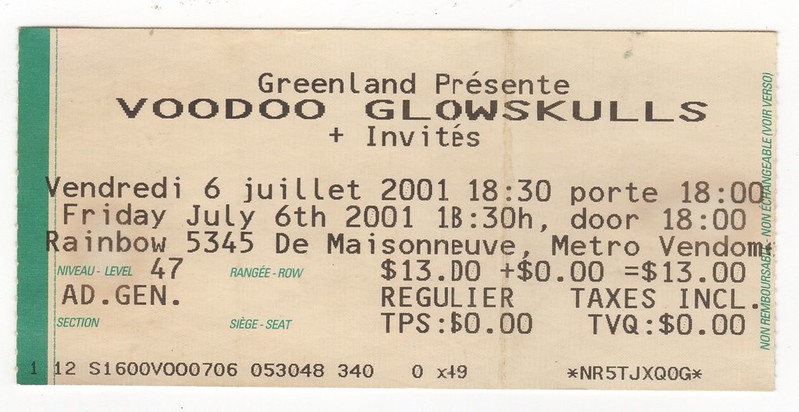 Greenland Présente
VOODOO GLOWSKULLS
+ Invités
Vendredi 6 juillet 2001 18:30 porte 18:00
Friday July 6th 2001 18:30h, door 18:00
Rainbow 5345 De Maisonneuve, Metro Vendom
NIVEAU - LEVEL 47 RANGÉE - ROW $13.00 +$0.00 =$13.00
AD.GEN. REGULIER TAXES INCL.
SECTION SIÈGE - SEAT TPS:$0.00 TVQ:$0.00
1 12 S1600VOO0706 053048 340 0 x49 *NR5TJXQ0G*
NON REMBOURSABLE, NON ÉCHANGEABLE (VOIR VERSO)